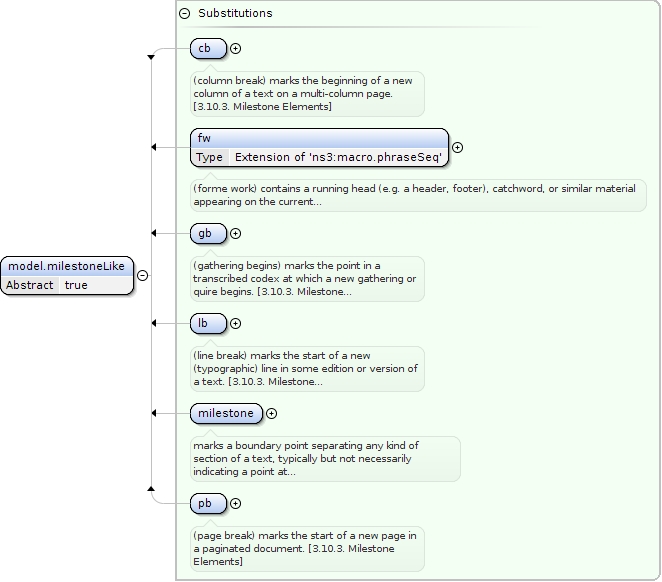 Substitutions
cb
(column break) marks the beginning of a new
column of a text on a multi-column page.
[3.10.3. Milestone Elements]
fw
Type Extension of 'ns3:macro.phraseSeq'
(forme work) contains a running head (e.g. a header, footer), catchword, or similar material
appearing on the current...
model.milestoneLike
Abstract true
gb
(gathering begins) marks the point in a
transcribed codex at which a new gathering or
quire begins. [3.10.3. Milestone...
lb
(line break) marks the start of a new
(typographic) line in some edition or version of
a text. [3.10.3. Milestone...
milestone
marks a boundary point separating any kind of
section of a text, typically but not necessarily
indicating a point at...
pb
(page break) marks the start of a new page in
a paginated document. [3.10.3. Milestone
Elements]